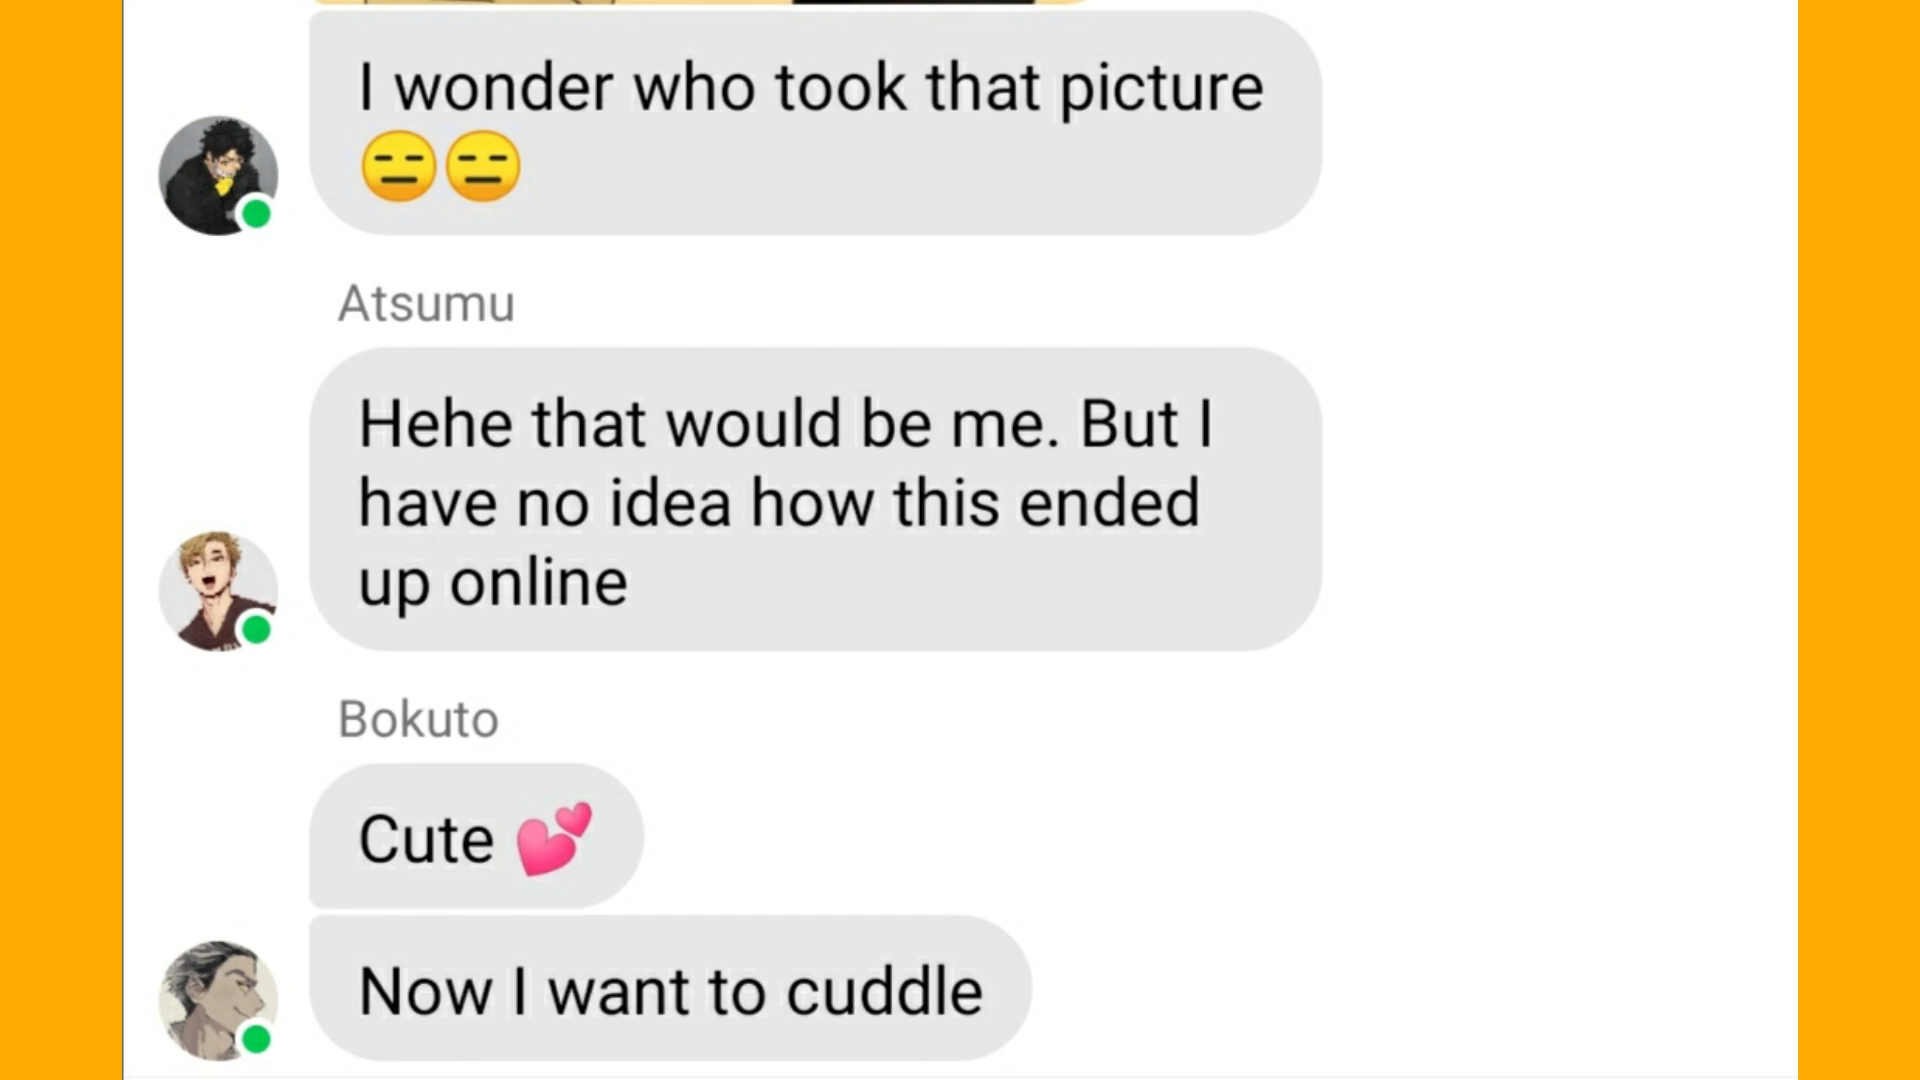 I wonder who took that picture
😑😑
Atsumu
Hehe that would be me. But I
have no idea how this ended
up online
Bokuto
Cute 💕
Now I want to cuddle